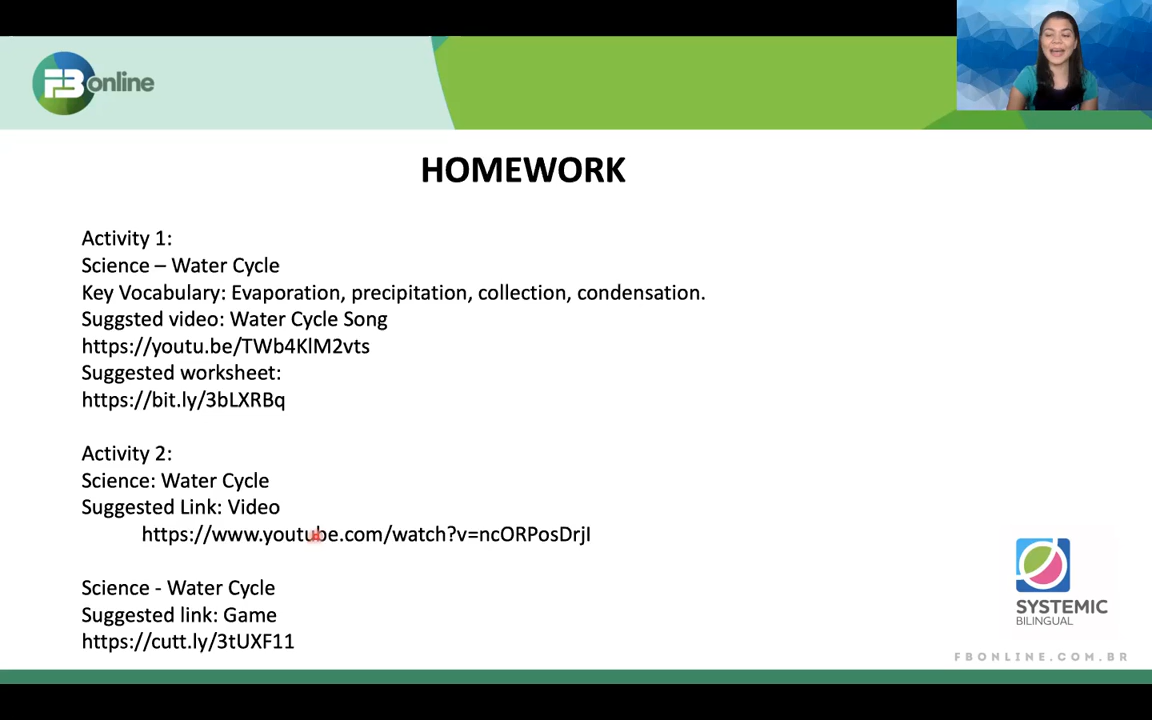 FB online
HOMEWORK
Activity 1:
Science – Water Cycle
Key Vocabulary: Evaporation, precipitation, collection, condensation.
Suggsted video: Water Cycle Song
https://youtu.be/TWb4KlM2vts
Suggested worksheet:
https://bit.ly/3bLXRBq
Activity 2:
Science: Water Cycle
Suggested Link: Video
https://www.youtube.com/watch?v=ncORPosDrjI
Science - Water Cycle
Suggested link: Game
https://cutt.ly/3tUXF11
SYSTEMIC
BILINGUAL
FBONLINE.COM.BR